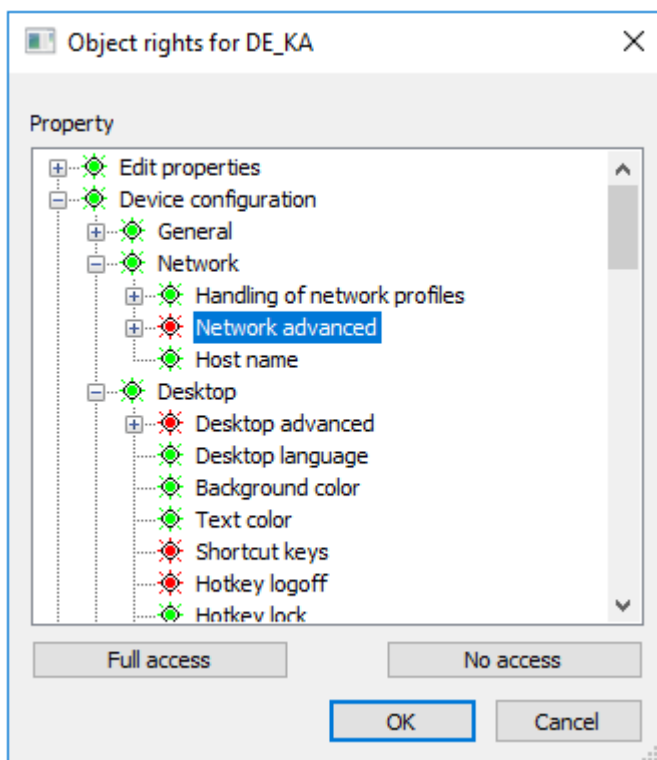 Object rights for DE_KA
Property
Edit properties
Device configuration
General
Network
Handling of network profiles
Network advanced
Host name
Desktop
Desktop advanced
Desktop language
Background color
Text color
Shortcut keys
Hotkey logoff
Hotkey lock
Full access No access
OK Cancel